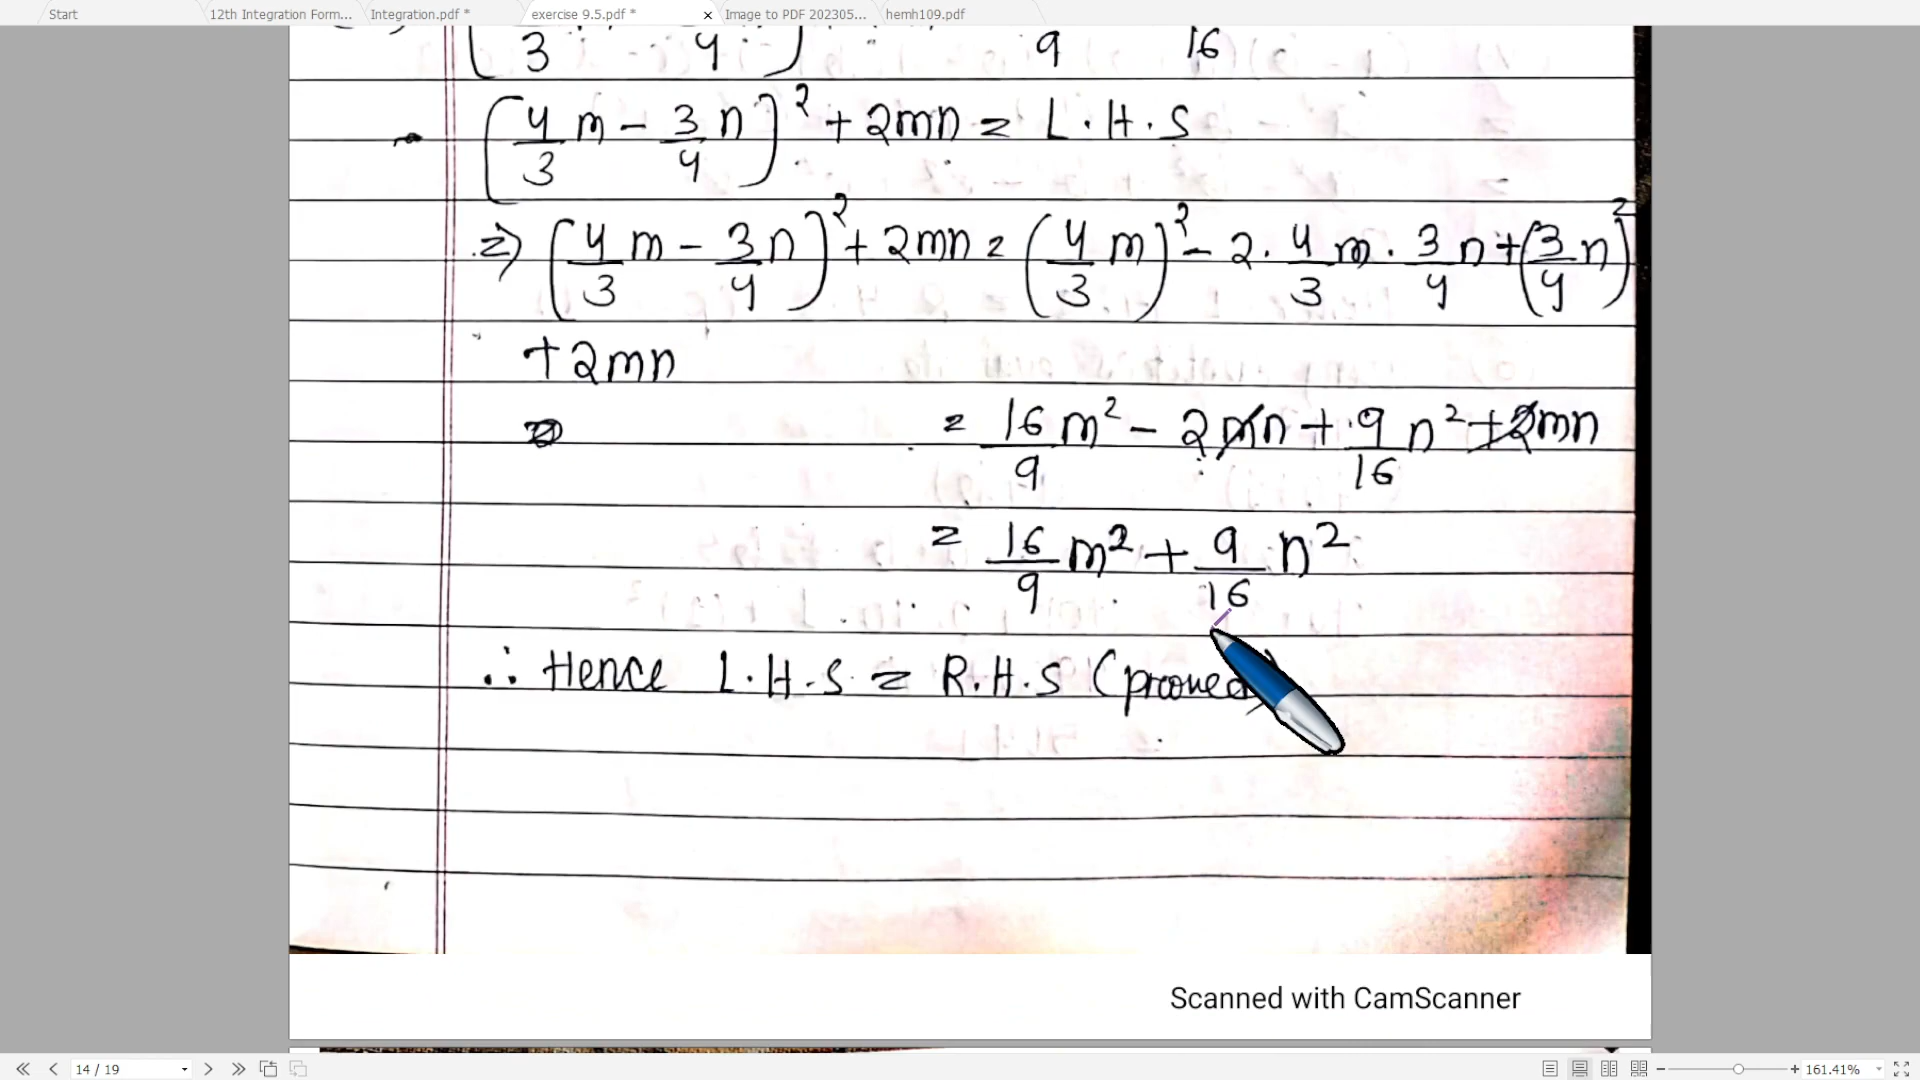 Start 12th Integration Form... Integration.pdf * exercise 9.5.pdf * × Image to PDF 202305... hemh109.pdf
3 4 9 16
(4/3 m - 3/4 n)² + 2mn = L.H.S
=) (4/3 m - 3/4 n)² + 2mn = (4/3 m)² - 2. 4/3 m . 3/4 n + (3/4 n)²
+ 2mn
= 16/9 m² - 2mn + 9/16 n² + 2mn
= 16/9 m² + 9/16 n²
∴ Hence L.H.S = R.H.S (prooved)
Scanned with CamScanner
14 / 19 161.41%